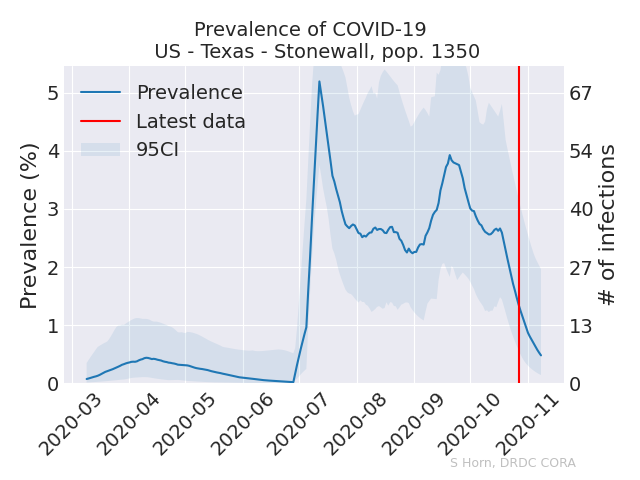 Prevalence of COVID-19
US - Texas - Stonewall, pop. 1350
Prevalence
Latest data
95CI
Prevalence (%)
5
4
3
2
1
0
67
54
40
27
13
0
# of infections
2020-03
2020-04
2020-05
2020-06
2020-07
2020-08
2020-09
2020-10
2020-11
S Horn, DRDC CORA